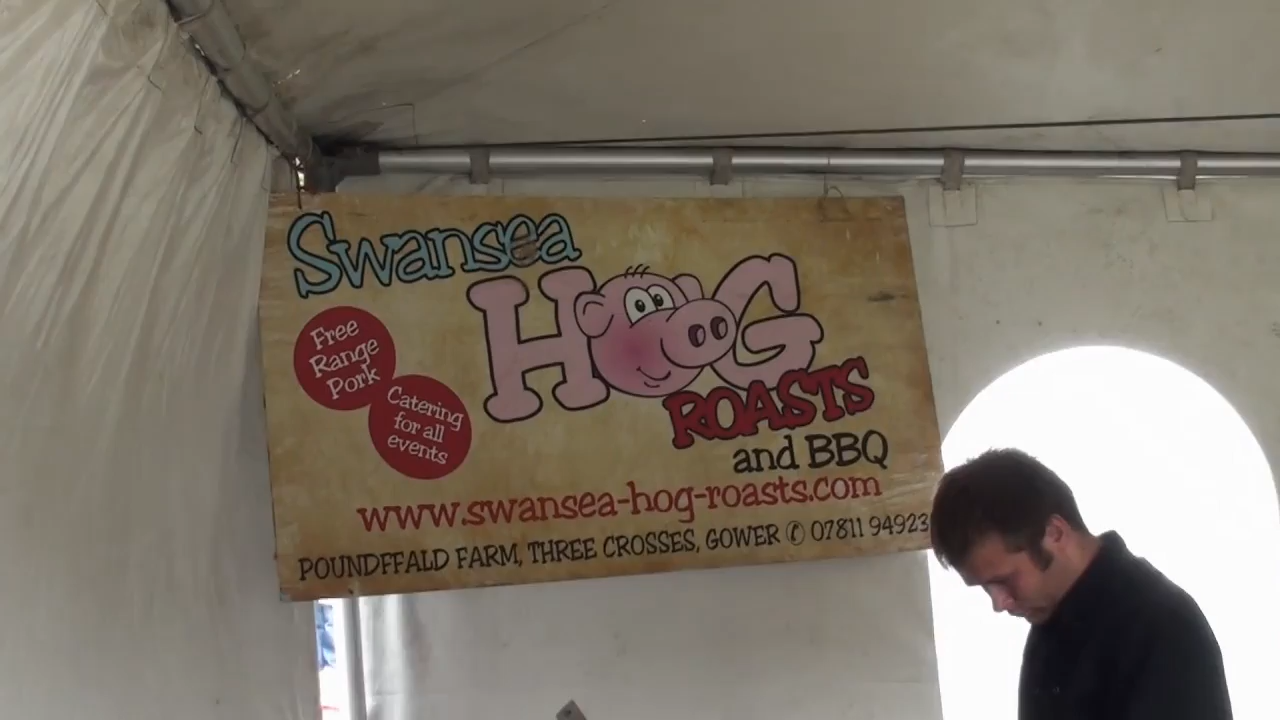 Swansea
HOG
ROASTS
and BBQ
Free
Range
Pork
Catering
for all
events
www.swansea-hog-roasts.com
POUNDFFALD FARM, THREE CROSSES, GOWER ✆ 07811 94923